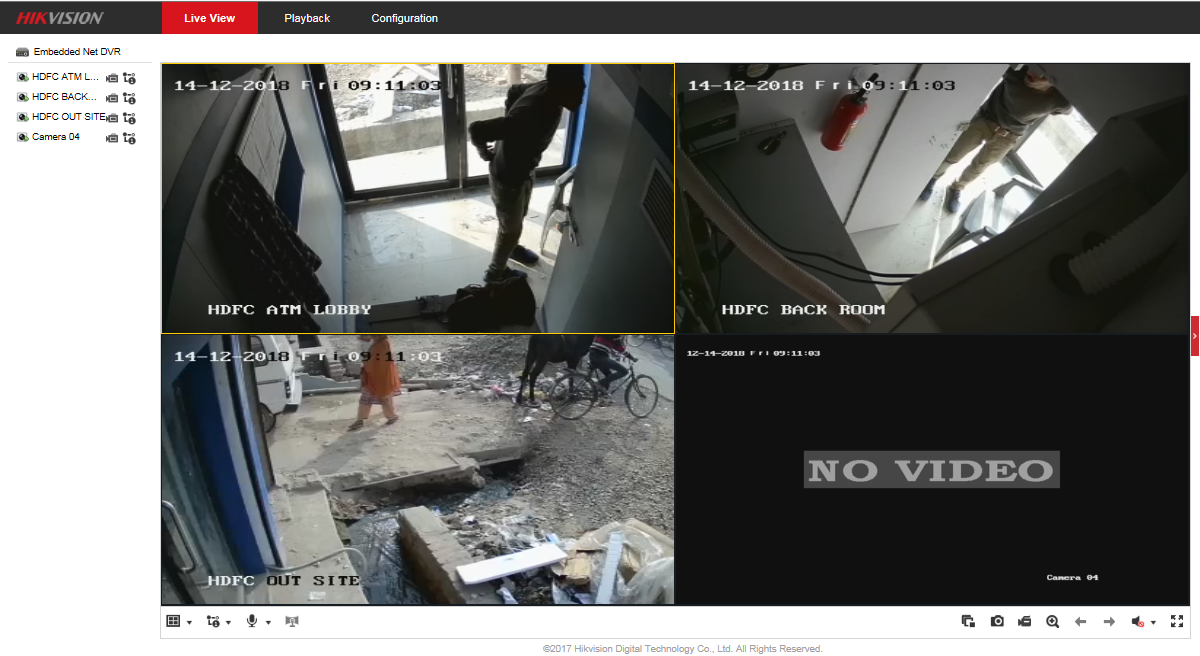 HIKVISION
Live View
Playback
Configuration
Embedded Net DVR
HDFC ATM L...
HDFC BACK...
HDFC OUT SITE
Camera 04
14-12-2018 Fri 09:11:03
HDFC ATM LOBBY
14-12-2018 Fri 09:11:03
HDFC BACK ROOM
14-12-2018 Fri 09:11:03
HDFC OUT SITE
12-14-2018 Fri 09:11:03
NO VIDEO
Camera 04
©2017 Hikvision Digital Technology Co., Ltd. All Rights Reserved.